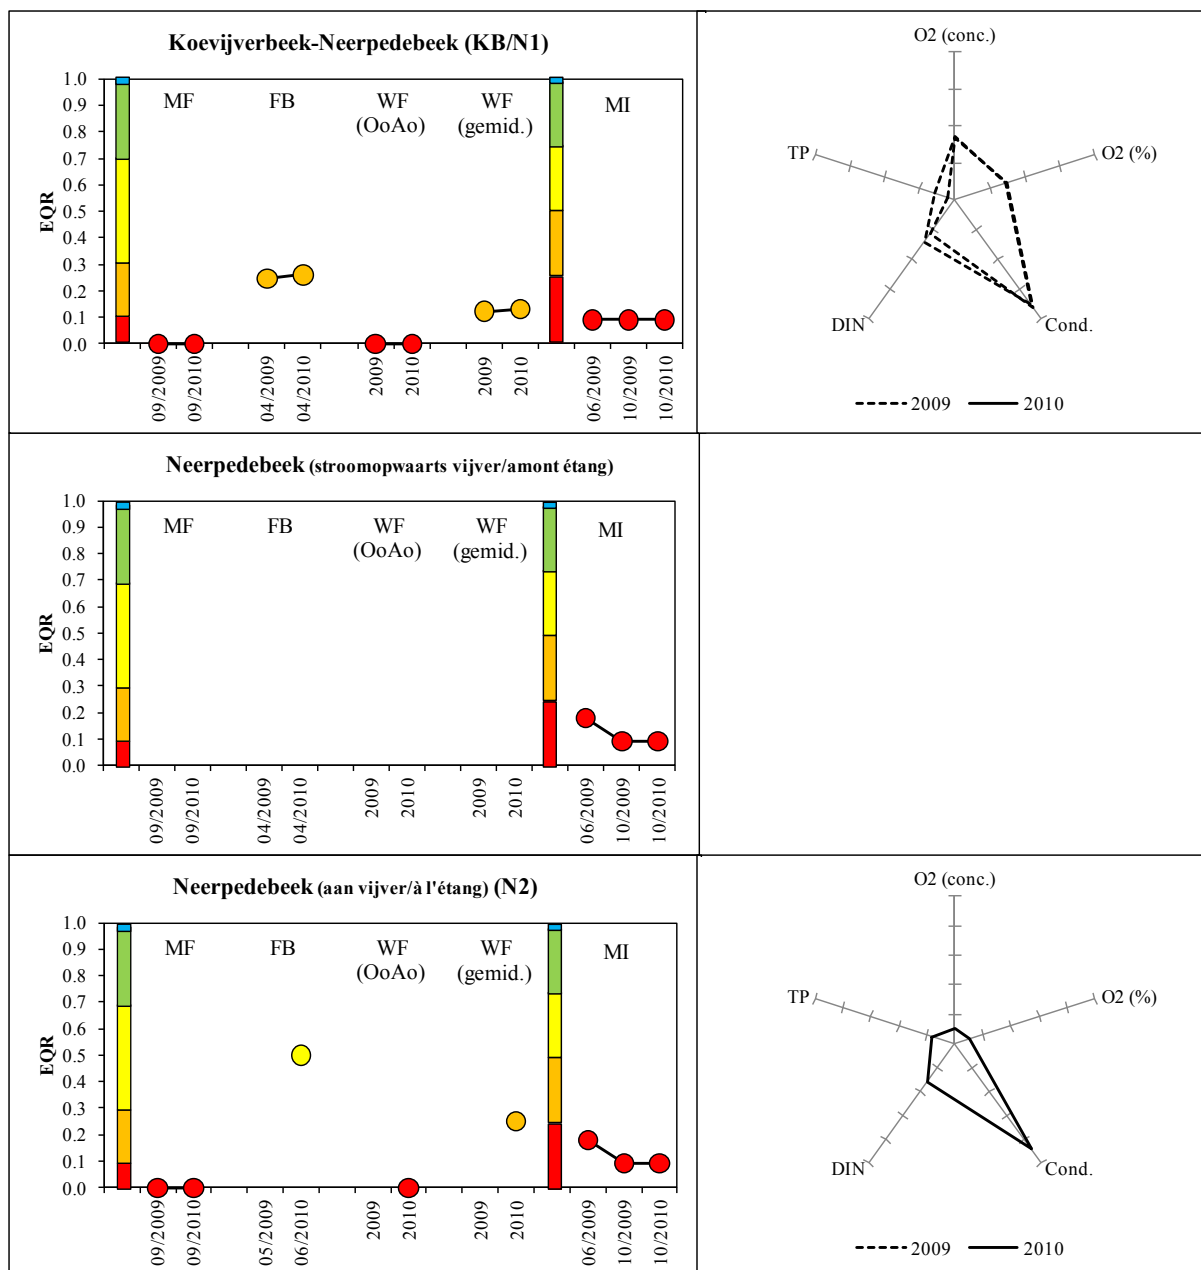 Koevijverbeek-Neerpedebeek (KB/N1)
1.0
0.9
0.8
0.7
0.6
0.5
0.4
0.3
0.2
0.1
0.0
EQR
MF
FB
WF
(OoAo)
WF
(gemid.)
MI
09/2009
09/2010
04/2009
04/2010
2009
2010
2009
2010
06/2009
10/2009
10/2010
O2 (conc.)
O2 (%)
Cond.
DIN
TP
2009
2010
Neerpedebeek (stroomopwaarts vijver/amont étang)
1.0
0.9
0.8
0.7
0.6
0.5
0.4
0.3
0.2
0.1
0.0
EQR
MF
FB
WF
(OoAo)
WF
(gemid.)
MI
09/2009
09/2010
04/2009
04/2010
2009
2010
2009
2010
06/2009
10/2009
10/2010
Neerpedebeek (aan vijver/à l'étang) (N2)
1.0
0.9
0.8
0.7
0.6
0.5
0.4
0.3
0.2
0.1
0.0
EQR
MF
FB
WF
(OoAo)
WF
(gemid.)
MI
09/2009
09/2010
05/2009
06/2010
2009
2010
2009
2010
06/2009
10/2009
10/2010
O2 (conc.)
O2 (%)
Cond.
DIN
TP
2009
2010